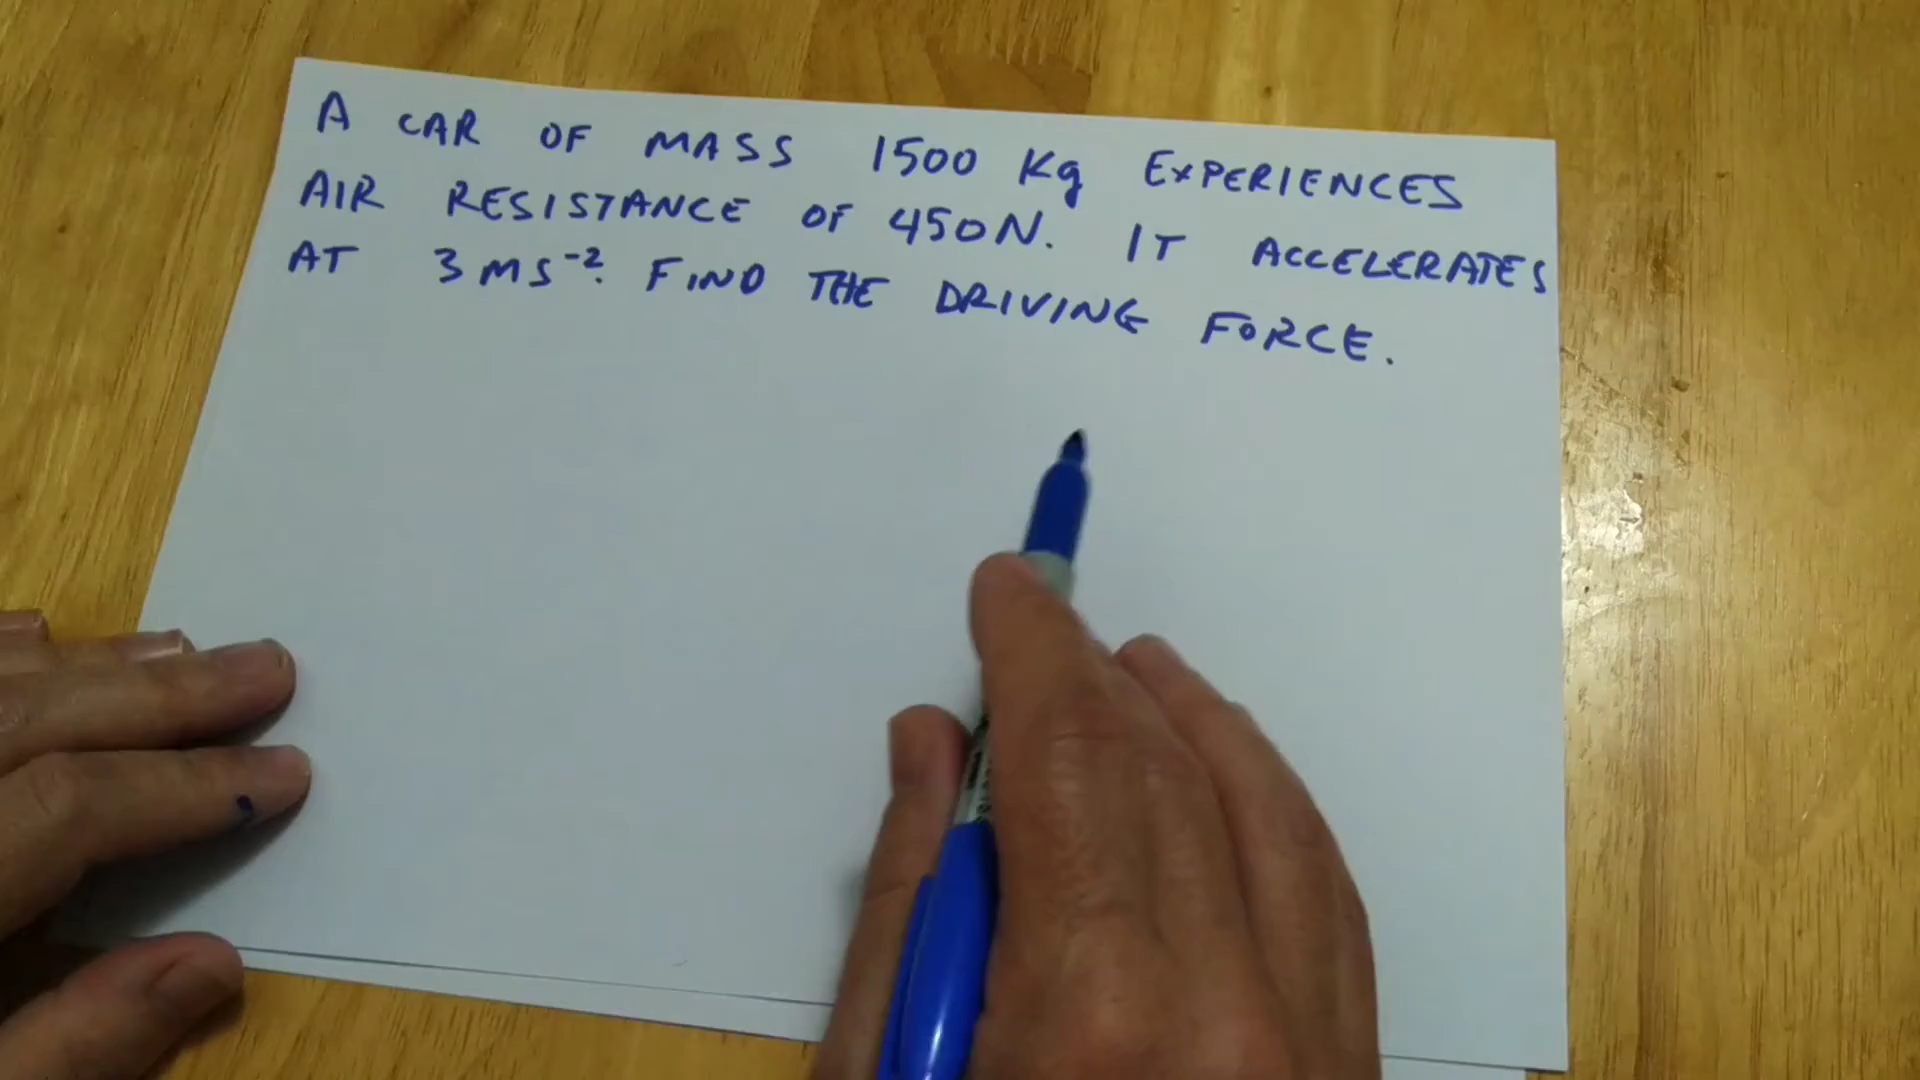 A CAR OF MASS 1500 Kg EXPERIENCES
AIR RESISTANCE OF 450N. IT ACCELERATES
AT 3MS⁻². FIND THE DRIVING FORCE.